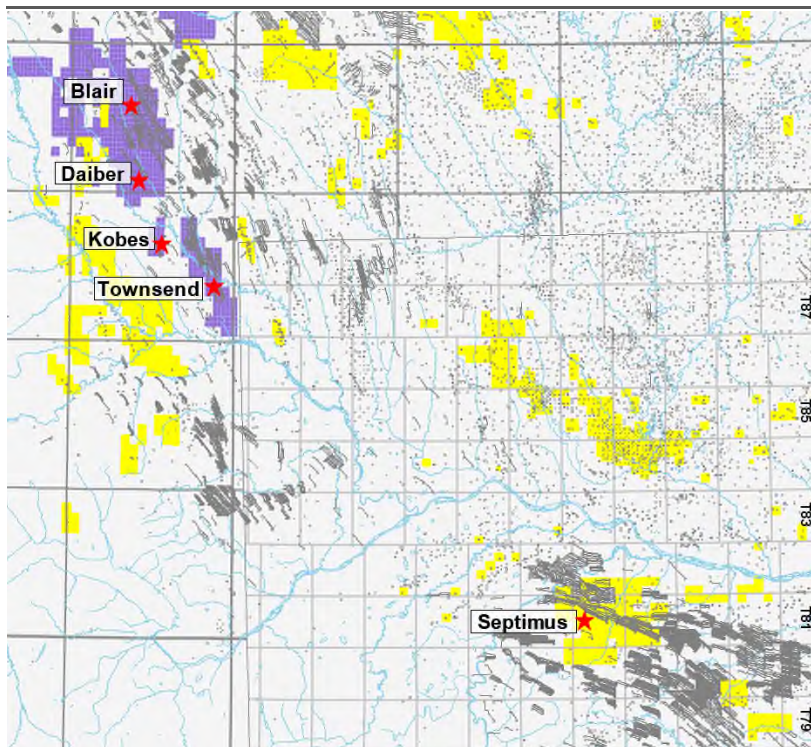 Blair
Daiber
Kobes
Townsend
T87
T85
T83
Septimus
T81
T79